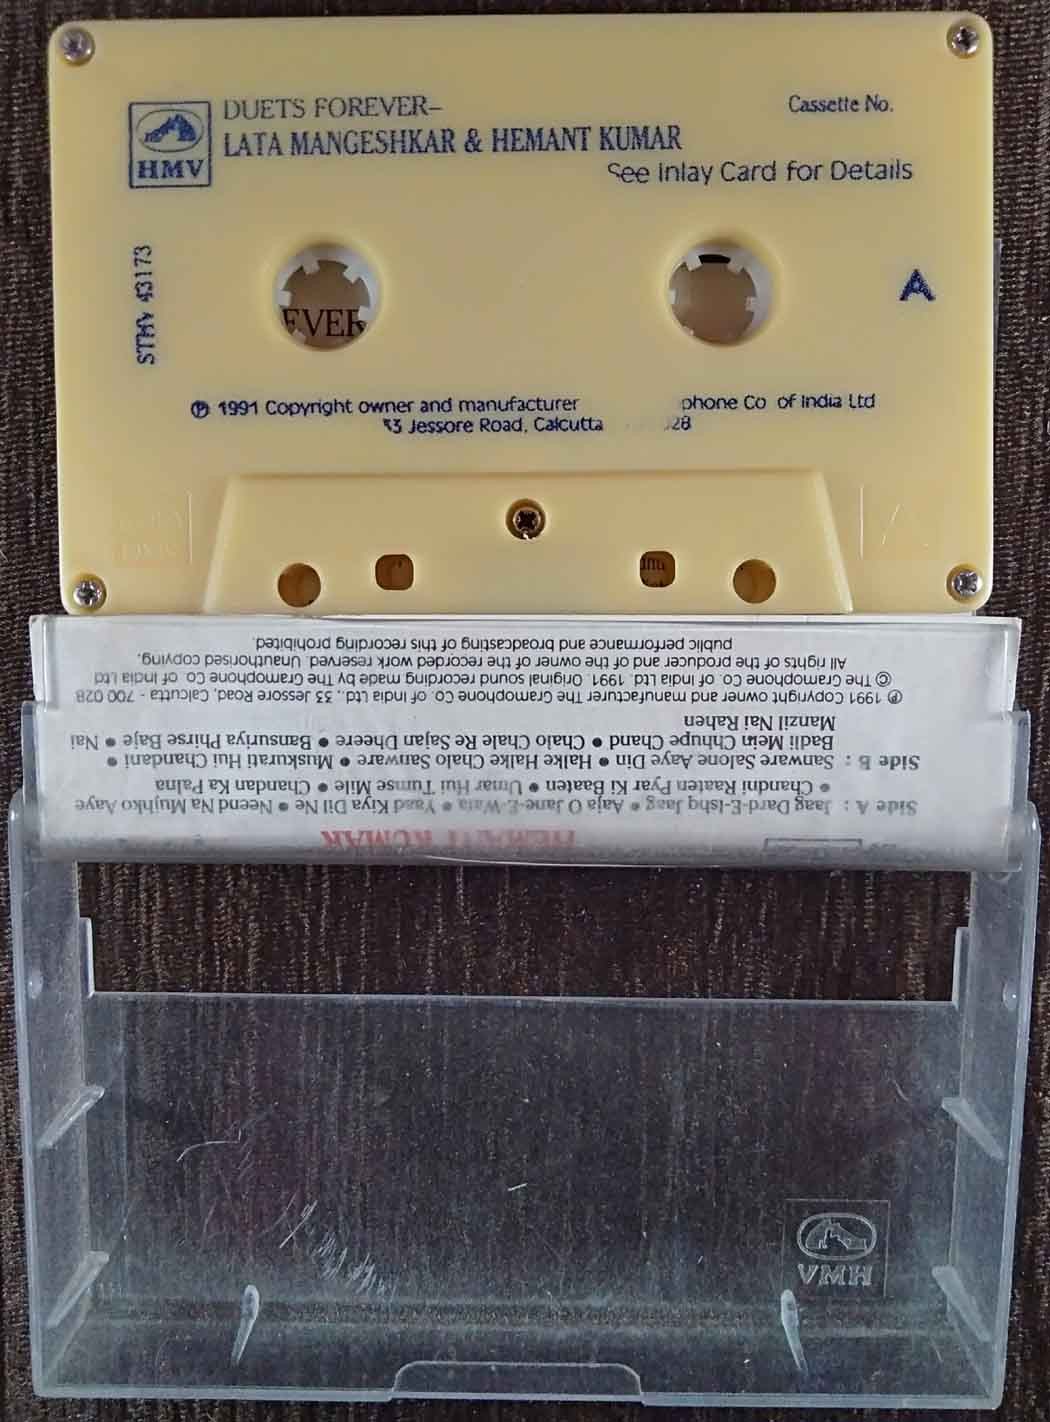 DUETS FOREVER–
LATA MANGESHKAR & HEMANT KUMAR
Cassette No.
See Inlay Card for Details
HMV
STHV 43173
EVER
A
℗ 1991 Copyright owner and manufacturer phone Co of India Ltd
33 Jessore Road, Calcutta 028
HEMANT KUMAR
Side A : Jaag Dard-E-Ishq Jaag • Aaja O Jane-E-Wafa • Yaad Kiya Dil Ne • Neend Na Mujhko Aaye
• Chandni Raaten Pyar Ki Baaten • Umar Hui Tumse Mile • Chandan Ka Palna
Side B : Sanware Salone Aaye Din • Halke Halke Chalo Sanware • Muskurati Hui Chandani •
Badli Mein Chhupe Chand • Chalo Chale Re Sajan Dheere • Bansuriya Phirse Baje • Nai
Manzil Nai Rahen
℗ 1991 Copyright owner and manufacturer The Gramophone Co. of India Ltd., 33 Jessore Road, Calcutta - 700 028
© The Gramophone Co. of India Ltd. 1991. Original sound recording made by The Gramophone Co. of India Ltd
All rights of the producer and of the owner of the recorded work reserved. Unauthorised copying,
public performance and broadcasting of this recording prohibited.
HMV